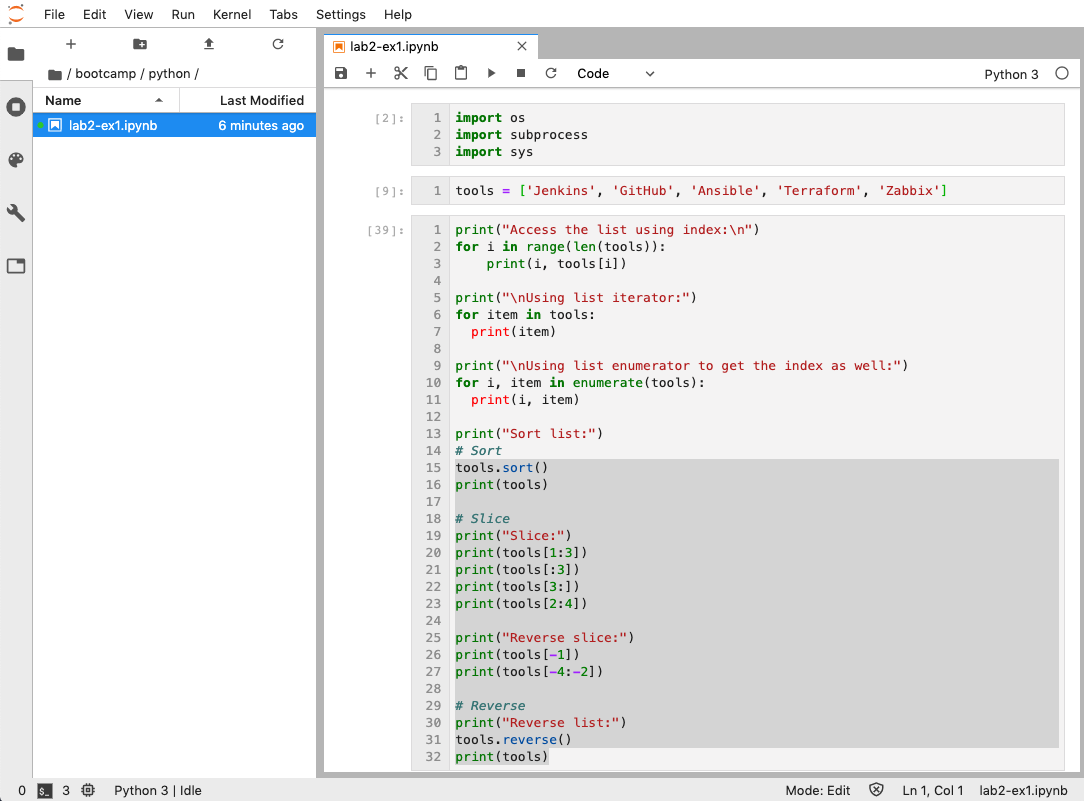 File Edit View Run Kernel Tabs Settings Help
lab2-ex1.ipynb
Code
Python 3
/ bootcamp / python /
Name Last Modified
lab2-ex1.ipynb 6 minutes ago
[2]:
1 import os
2 import subprocess
3 import sys
[9]:
1 tools = ['Jenkins', 'GitHub', 'Ansible', 'Terraform', 'Zabbix']
[39]:
1 print("Access the list using index:\n")
2 for i in range(len(tools)):
3     print(i, tools[i])
4
5 print("\nUsing list iterator:")
6 for item in tools:
7   print(item)
8
9 print("\nUsing list enumerator to get the index as well:")
10 for i, item in enumerate(tools):
11   print(i, item)
12
13 print("Sort list:")
14 # Sort
15 tools.sort()
16 print(tools)
17
18 # Slice
19 print("Slice:")
20 print(tools[1:3])
21 print(tools[:3])
22 print(tools[3:])
23 print(tools[2:4])
24
25 print("Reverse slice:")
26 print(tools[-1])
27 print(tools[-4:-2])
28
29 # Reverse
30 print("Reverse list:")
31 tools.reverse()
32 print(tools)
0 $_ 3 Python 3 | Idle Mode: Edit Ln 1, Col 1 lab2-ex1.ipynb